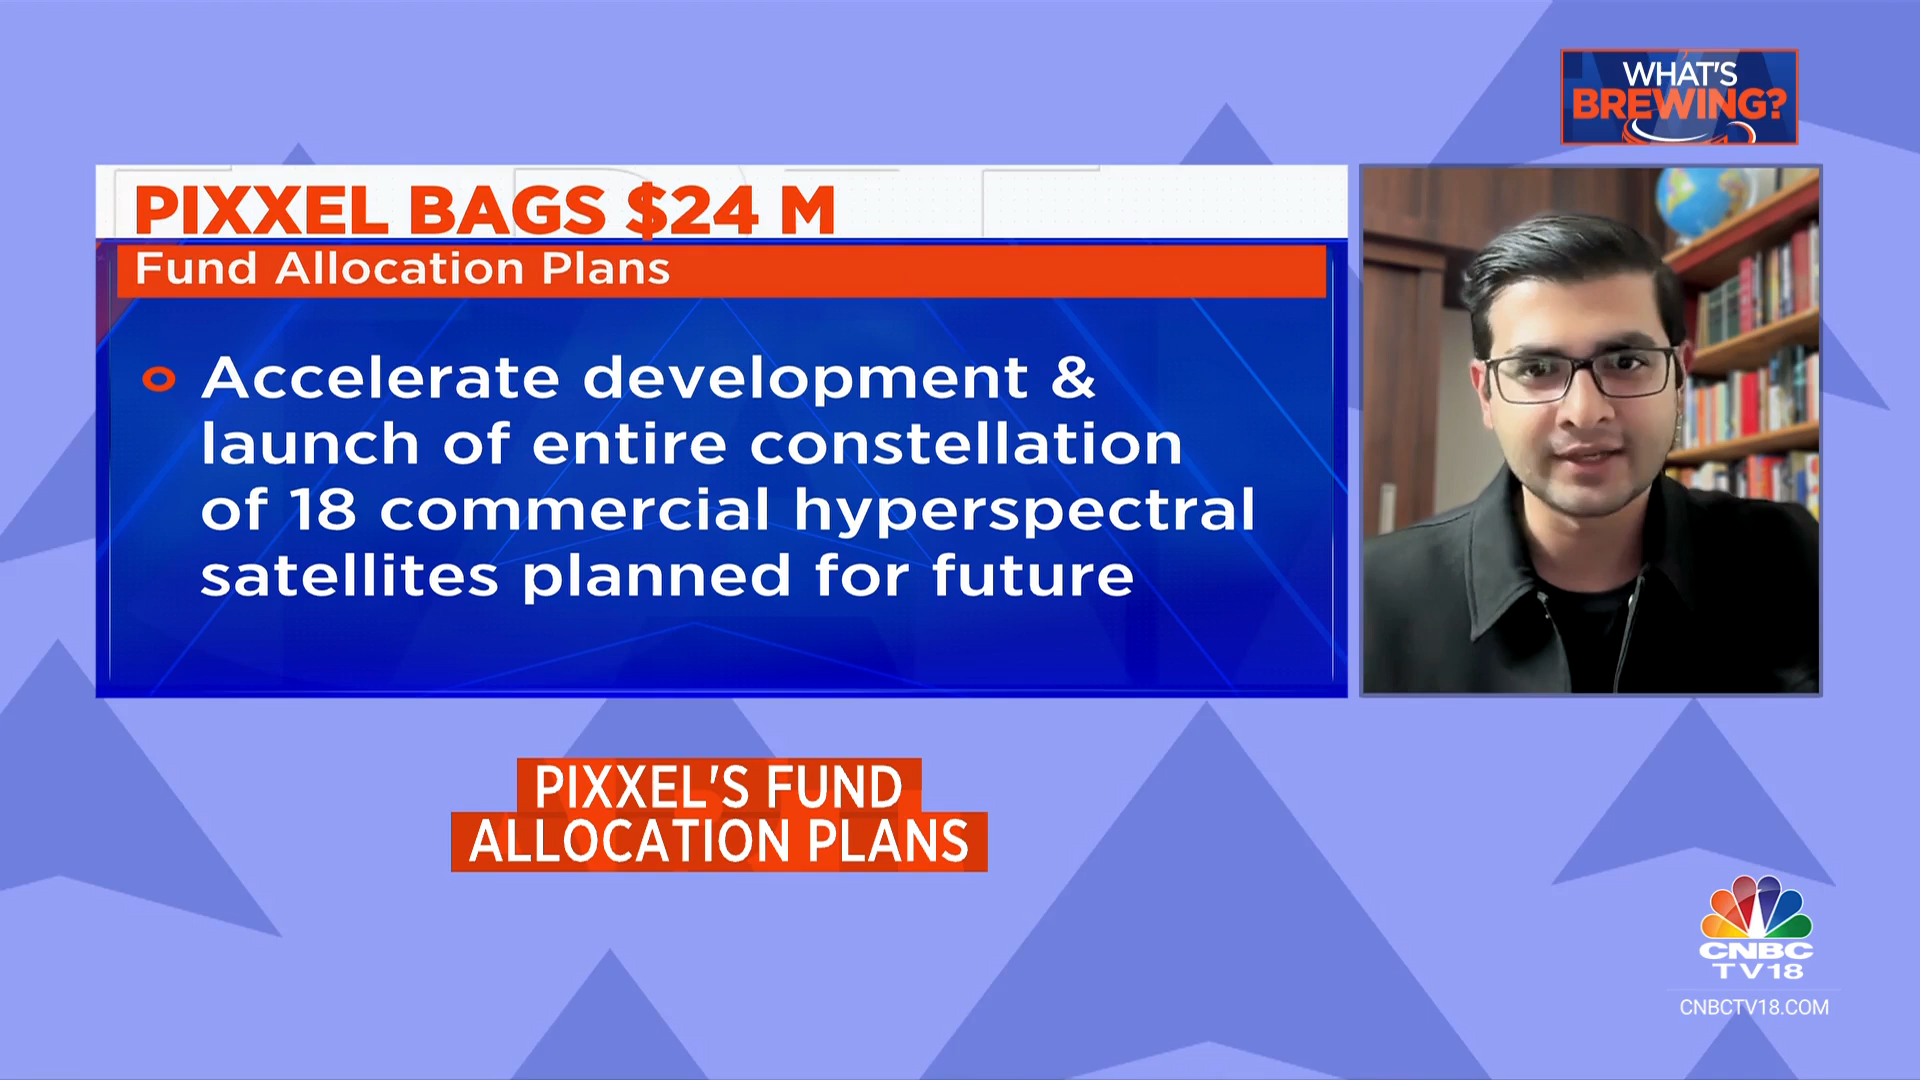 WHAT'S
BREWING?
PIXXEL BAGS $24 M
Fund Allocation Plans
Accelerate development &
launch of entire constellation
of 18 commercial hyperspectral
satellites planned for future
PIXXEL'S FUND
ALLOCATION PLANS
CNBC
TV18
CNBCTV18.COM